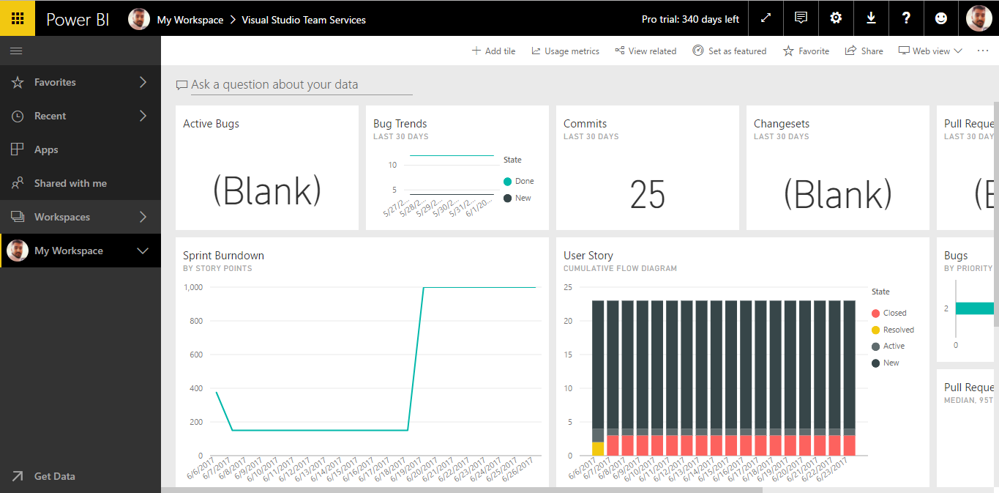 Power BI
My Workspace > Visual Studio Team Services
Pro trial: 340 days left
Add tile
Usage metrics
View related
Set as featured
Favorite
Share
Web view
Favorites
Recent
Apps
Shared with me
Workspaces
My Workspace
Get Data
Ask a question about your data
Active Bugs
(Blank)
Bug Trends
LAST 30 DAYS
10
5
5/27/2...
5/28/2...
5/29/2...
5/30/2...
5/31/2...
6/1/20...
State
Done
New
Commits
LAST 30 DAYS
25
Changesets
LAST 30 DAYS
(Blank)
Pull Reque
LAST 30 DAY
(B
Sprint Burndown
BY STORY POINTS
1,000
800
600
400
200
0
6/6/2017
6/7/2017
6/8/2017
6/9/2017
6/10/2017
6/11/2017
6/12/2017
6/13/2017
6/14/2017
6/15/2017
6/16/2017
6/17/2017
6/18/2017
6/19/2017
6/20/2017
6/21/2017
6/22/2017
6/23/2017
6/24/2017
6/25/2017
6/26/2017
User Story
CUMULATIVE FLOW DIAGRAM
25
20
15
10
5
0
6/6/2017
6/7/2017
6/8/2017
6/9/2017
6/10/2017
6/11/2017
6/12/2017
6/13/2017
6/14/2017
6/15/2017
6/16/2017
6/17/2017
6/18/2017
6/19/2017
6/20/2017
6/21/2017
6/22/2017
6/23/2017
State
Closed
Resolved
Active
New
Bugs
BY PRIORITY
2
0
Pull Reque
MEDIAN, 95T